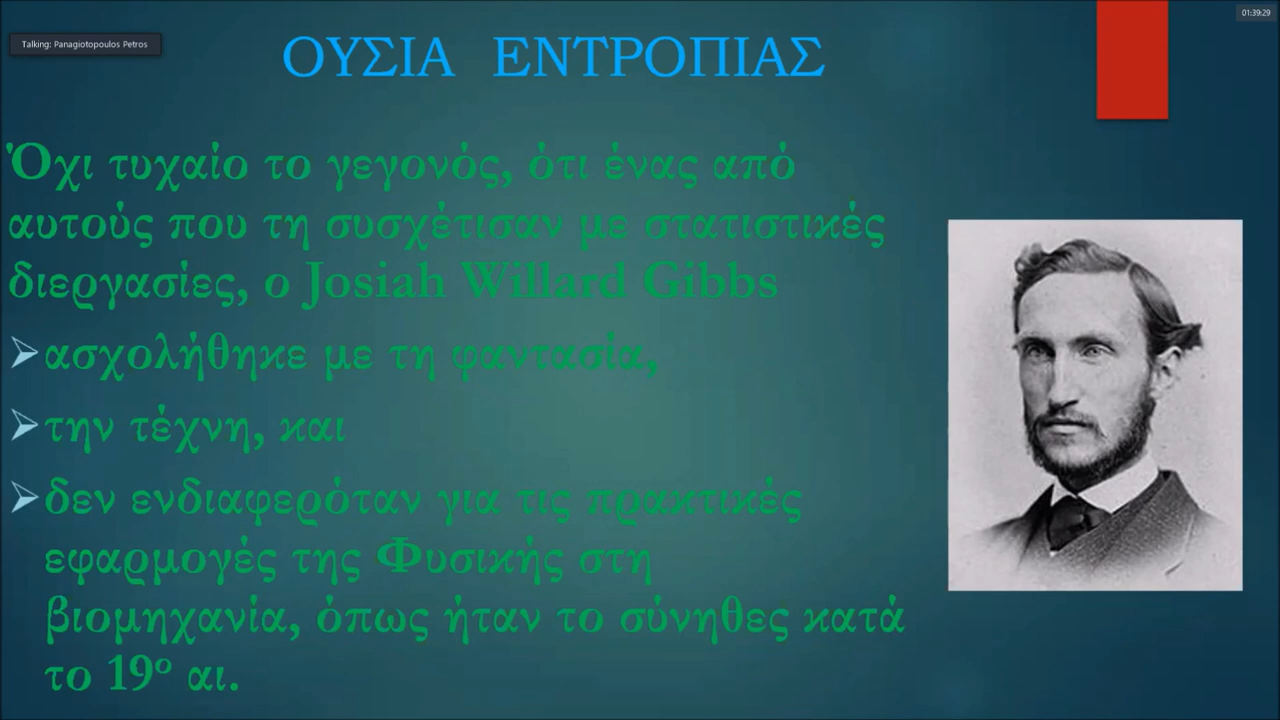 01:39:29
Talking: Panagiotopoulos Petros
ΟΥΣΙΑ ΕΝΤΡΟΠΙΑΣ
Όχι τυχαίο το γεγονός, ότι ένας από
αυτούς που τη συσχέτισαν με στατιστικές
διεργασίες, ο Josiah Willard Gibbs
➢ασχολήθηκε με τη φαντασία,
➢την τέχνη, και
➢δεν ενδιαφερόταν για τις πρακτικές
εφαρμογές της Φυσικής στη
βιομηχανία, όπως ήταν το σύνηθες κατά
το 19ο αι.